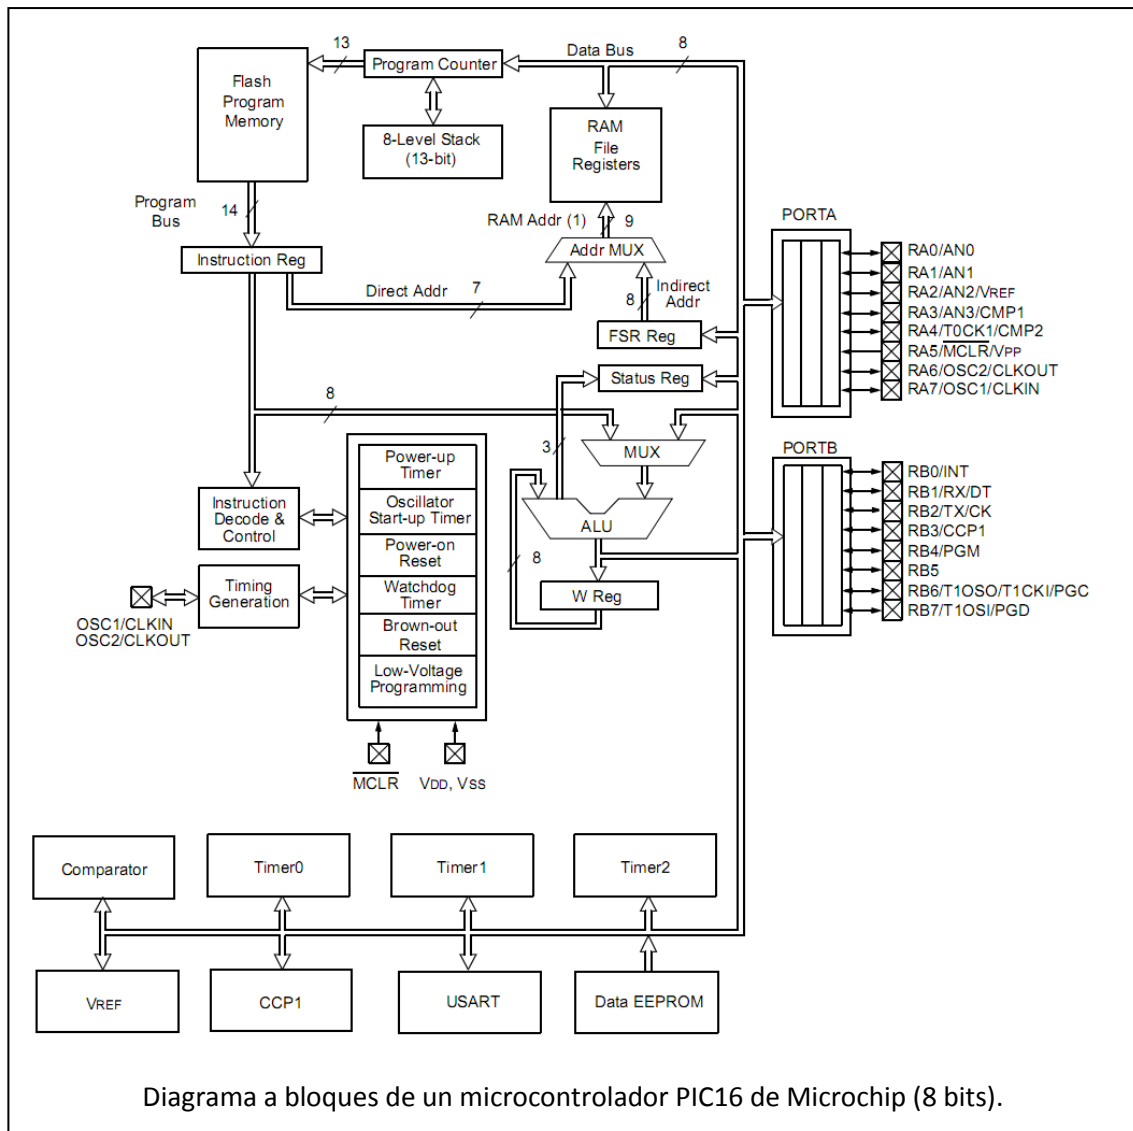 13
Data Bus
8
Program Counter
Flash
Program
Memory
8-Level Stack
(13-bit)
RAM
File
Registers
Program
Bus
14
RAM Addr (1)
9
PORTA
Instruction Reg
Addr MUX
RA0/AN0
RA1/AN1
RA2/AN2/VREF
RA3/AN3/CMP1
RA4/T0CK1/CMP2
RA5/MCLR/VPP
RA6/OSC2/CLKOUT
RA7/OSC1/CLKIN
Direct Addr
7
8
Indirect
Addr
FSR Reg
Status Reg
8
3
MUX
PORTB
Power-up
Timer
Oscillator
Start-up Timer
Power-on
Reset
Watchdog
Timer
Brown-out
Reset
Low-Voltage
Programming
Instruction
Decode &
Control
ALU
8
W Reg
RB0/INT
RB1/RX/DT
RB2/TX/CK
RB3/CCP1
RB4/PGM
RB5
RB6/T1OSO/T1CKI/PGC
RB7/T1OSI/PGD
Timing
Generation
OSC1/CLKIN
OSC2/CLKOUT
MCLR
VDD, VSS
Comparator
Timer0
Timer1
Timer2
VREF
CCP1
USART
Data EEPROM
Diagrama a bloques de un microcontrolador PIC16 de Microchip (8 bits).